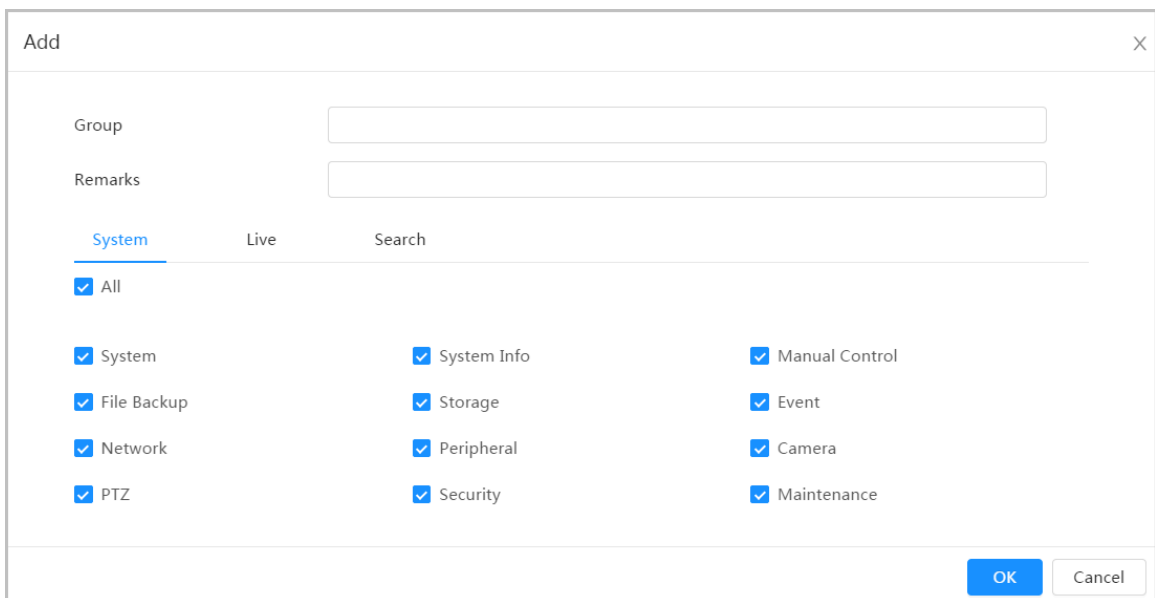 Add X
Group
Remarks
System Live Search
All
System System Info Manual Control
File Backup Storage Event
Network Peripheral Camera
PTZ Security Maintenance
OK Cancel